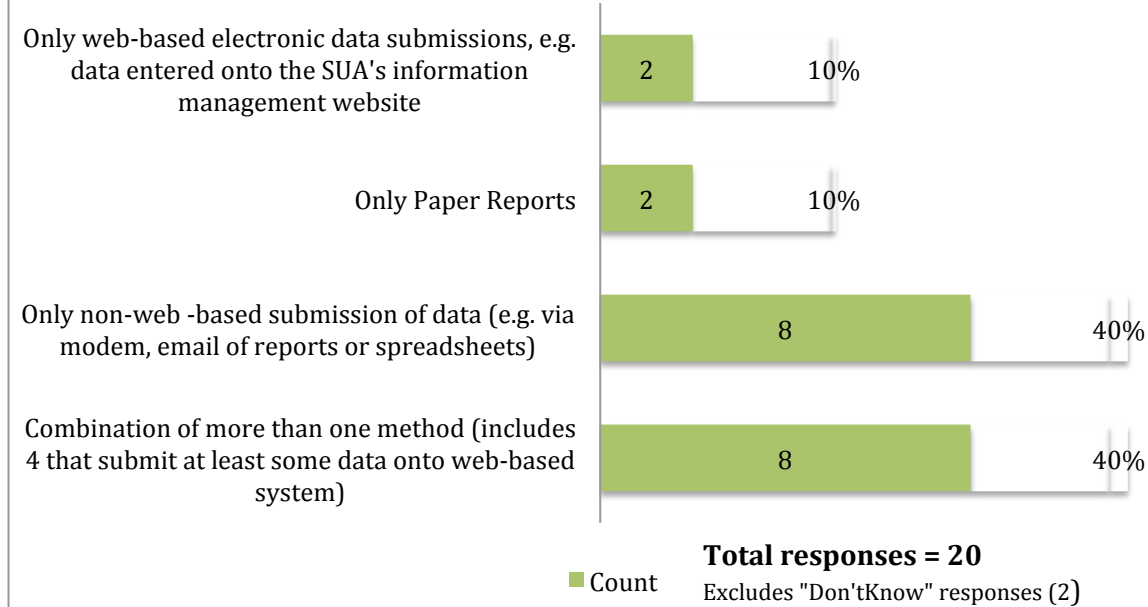 Only web-based electronic data submissions, e.g.
data entered onto the SUA's information
management website
2
10%
Only Paper Reports
2
10%
Only non-web -based submission of data (e.g. via
modem, email of reports or spreadsheets)
8
40%
Combination of more than one method (includes
4 that submit at least some data onto web-based
system)
8
40%
Total responses = 20
Count
Excludes "Don'tKnow" responses (2)